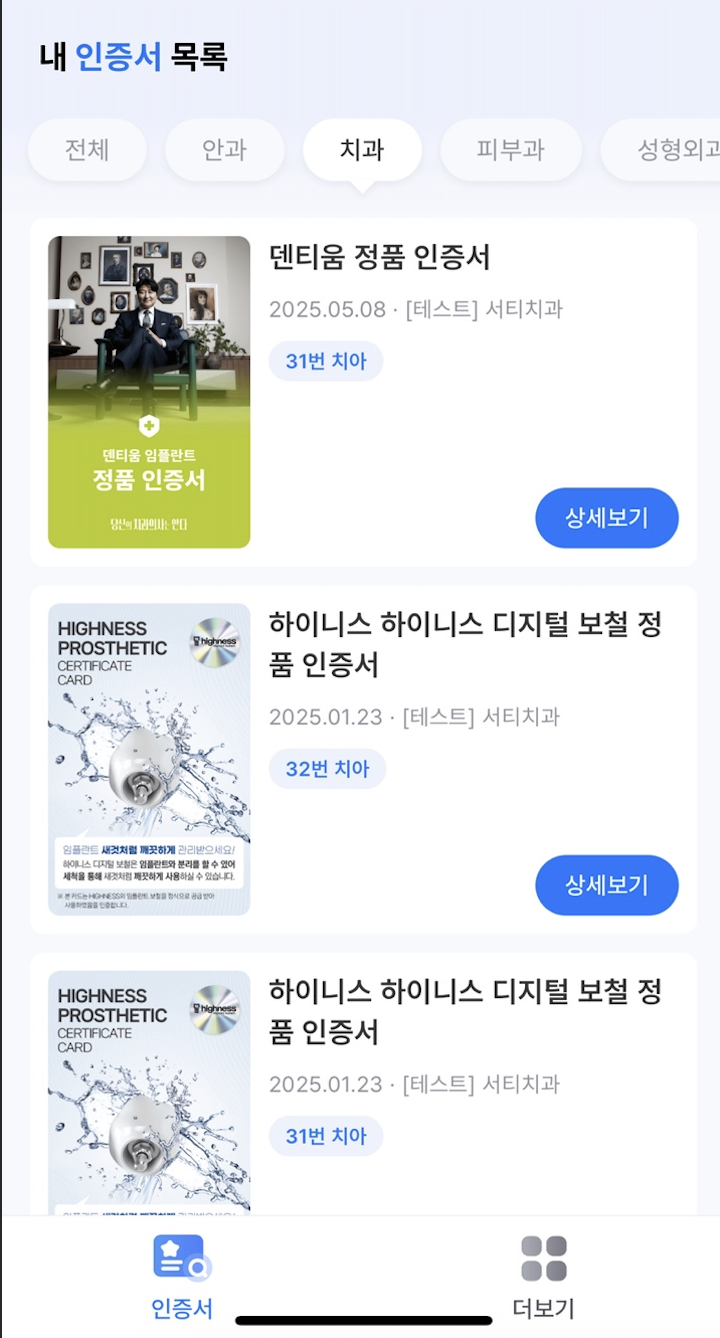 내 인증서 목록
전체
안과
치과
피부과
성형외과
덴티움 정품 인증서
2025.05.08 · [테스트] 서티치과
31번 치아
덴티움 임플란트
정품 인증서
당신의 치과의사는 안다
상세보기
HIGHNESS
PROSTHETIC
CERTIFICATE
CARD
highness
임플란트 새것처럼 깨끗하게 관리받으세요!
하이니스 디지털 보철은 임플란트와 분리를 할 수 있어
세척을 통해 새것처럼 깨끗하게 사용하실 수 있습니다.
※ 본 카드는 HIGHNESS의 임플란트 보철을 정식으로 공급 받아
사용하였음을 인증합니다.
하이니스 하이니스 디지털 보철 정
품 인증서
2025.01.23 · [테스트] 서티치과
32번 치아
상세보기
HIGHNESS
PROSTHETIC
CERTIFICATE
CARD
highness
하이니스 하이니스 디지털 보철 정
품 인증서
2025.01.23 · [테스트] 서티치과
31번 치아
인증서
더보기